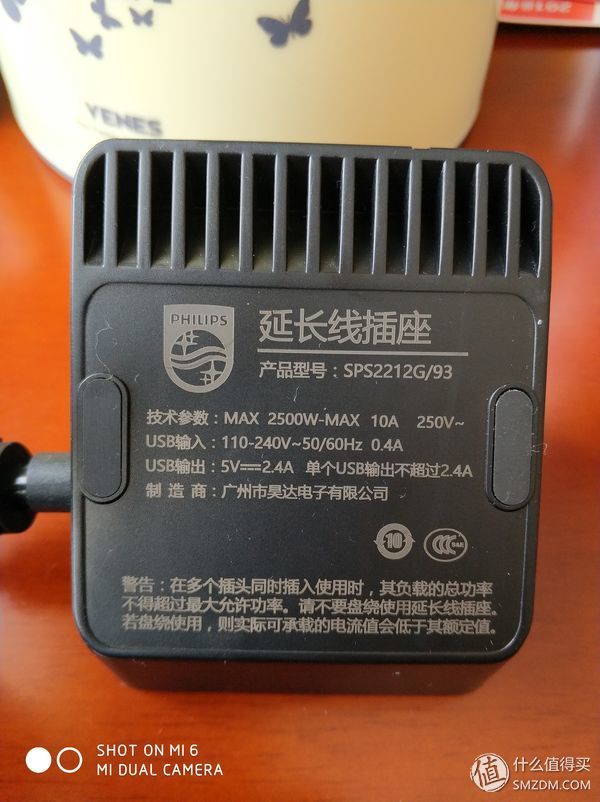 YENES
PHILIPS
延长线插座
产品型号：SPS2212G/93
技术参数：MAX 2500W-MAX 10A 250V~
USB输入：110-240V~50/60Hz 0.4A
USB输出：5V⎓2.4A 单个USB输出不超过2.4A
制 造 商：广州市昊达电子有限公司
10
CCC S&E
警告：在多个插头同时插入使用时，其负载的总功率
不得超过最大允许功率。请不要盘绕使用延长线插座。
若盘绕使用，则实际可承载的电流值会低于其额定值。
SHOT ON MI 6
MI DUAL CAMERA
值 什么值得买
SMZDM.COM